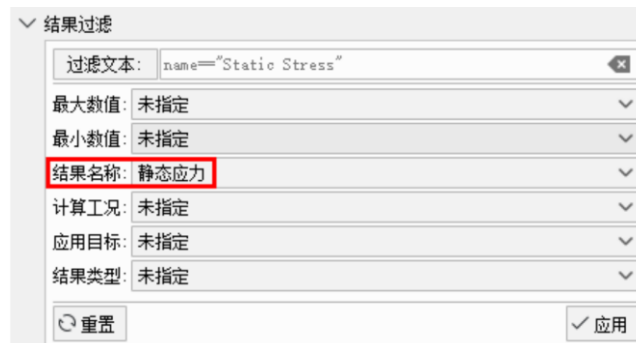 结果过滤
过滤文本: name=="Static Stress"
最大数值: 未指定
最小数值: 未指定
结果名称: 静态应力
计算工况: 未指定
应用目标: 未指定
结果类型: 未指定
重置 应用